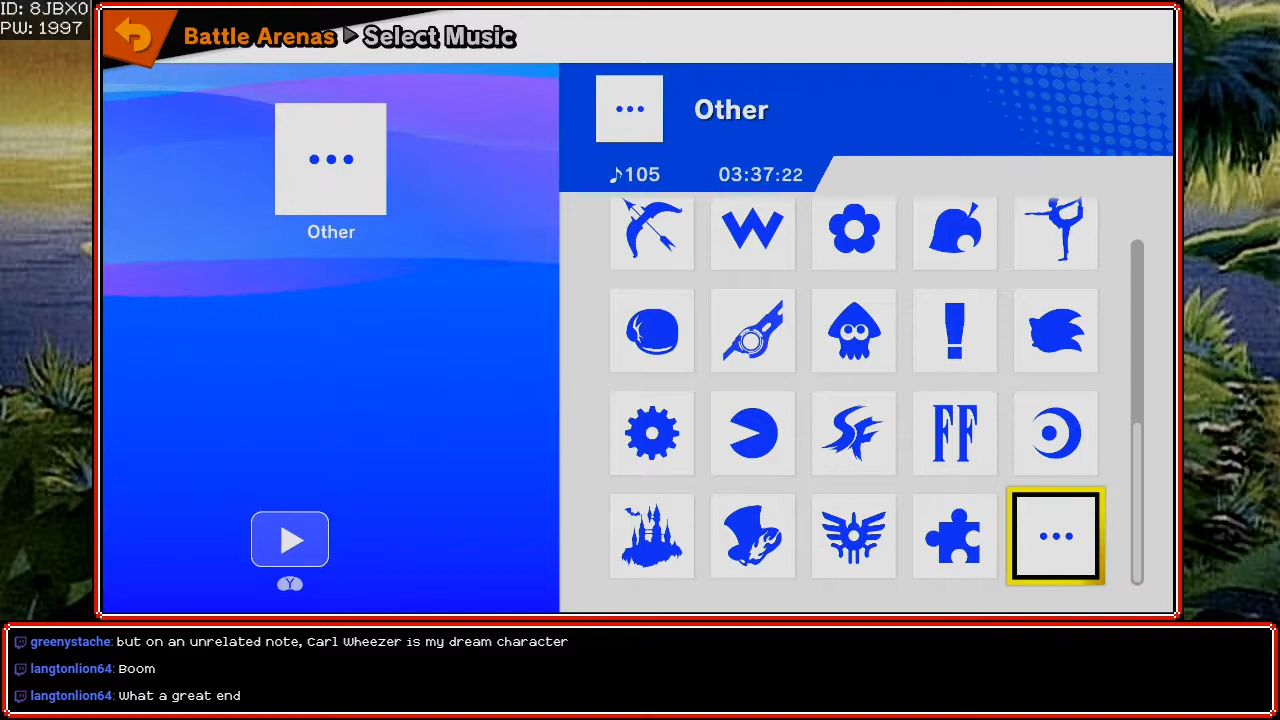 ID: 8JBX0
PW: 1997
Battle Arenas ▶ Select Music
Other
Other
♪105 03:37:22
W
!
SF
FF
Y
greenystache: but on an unrelated note, Carl Wheezer is my dream character
langtonlion64: Boom
langtonlion64: What a great end